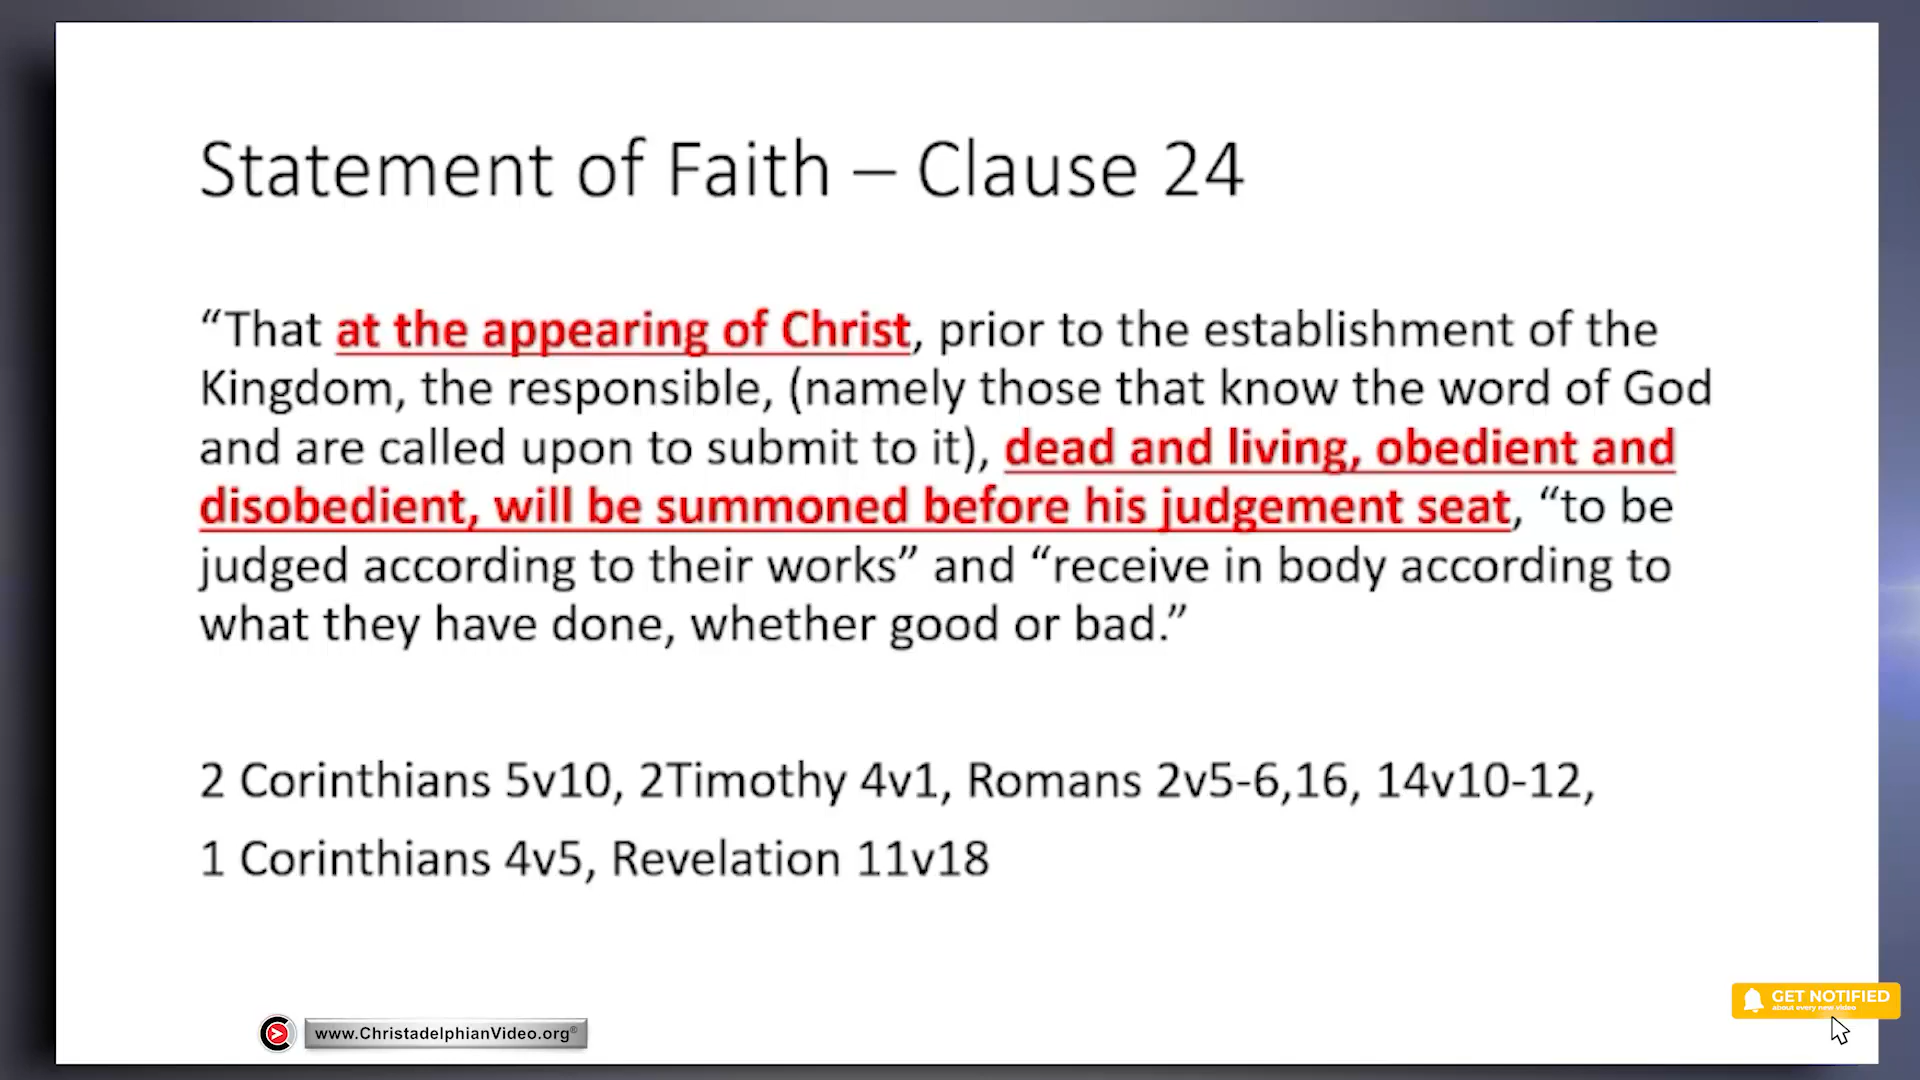 Statement of Faith – Clause 24
“That at the appearing of Christ, prior to the establishment of the
Kingdom, the responsible, (namely those that know the word of God
and are called upon to submit to it), dead and living, obedient and
disobedient, will be summoned before his judgement seat, “to be
judged according to their works” and “receive in body according to
what they have done, whether good or bad.”
2 Corinthians 5v10, 2Timothy 4v1, Romans 2v5-6,16, 14v10-12,
1 Corinthians 4v5, Revelation 11v18
www.ChristadelphianVideo.org®
GET NOTIFIED
about every new video